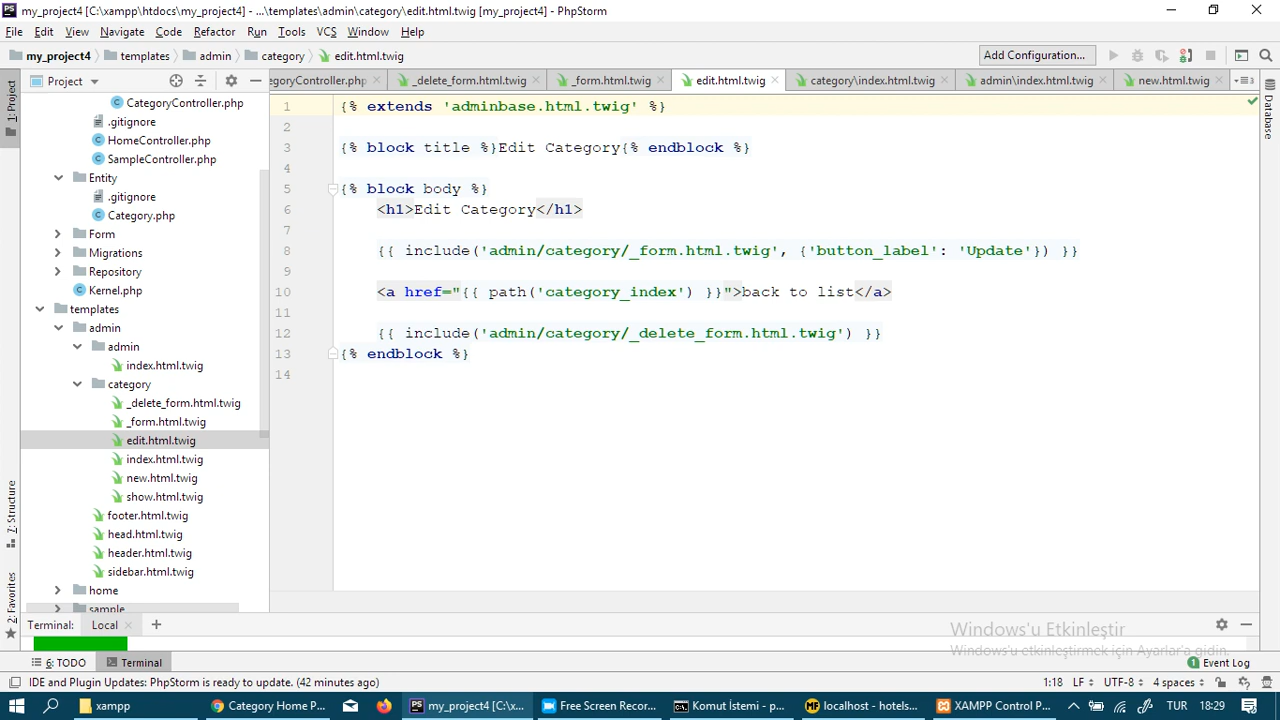 my_project4 [C:\xampp\htdocs\my_project4] - ...\templates\admin\category\edit.html.twig [my_project4] - PhpStorm
File Edit View Navigate Code Refactor Run Tools VCS Window Help
my_project4 templates admin category edit.html.twig Add Configuration...
Project egoryController.php _delete_form.html.twig _form.html.twig edit.html.twig category\index.html.twig admin\index.html.twig new.html.twig
1: Project
Database
CategoryController.php
.gitignore
HomeController.php
SampleController.php
Entity
.gitignore
Category.php
Form
Migrations
Repository
Kernel.php
templates
admin
admin
index.html.twig
category
_delete_form.html.twig
_form.html.twig
edit.html.twig
index.html.twig
new.html.twig
show.html.twig
footer.html.twig
head.html.twig
header.html.twig
sidebar.html.twig
home
sample
Z: Structure
2: Favorites
1 {% extends 'adminbase.html.twig' %}
2
3 {% block title %}Edit Category{% endblock %}
4
5 {% block body %}
6 <h1>Edit Category</h1>
7
8 {{ include('admin/category/_form.html.twig', {'button_label': 'Update'}) }}
9
10 <a href="{{ path('category_index') }}">back to list</a>
11
12 {{ include('admin/category/_delete_form.html.twig') }}
13 {% endblock %}
14
Terminal: Local
Windows'u Etkinleştir
Windows'u etkinleştirmek için Ayarlar'a gidin.
6: TODO Terminal 1 Event Log
IDE and Plugin Updates: PhpStorm is ready to update. (42 minutes ago) 1:18 LF UTF-8 4 spaces
xampp Category Home P... my_project4 [C:\x... Free Screen Recor... Komut İstemi - p... localhost - hotels... XAMPP Control P... TUR 18:29